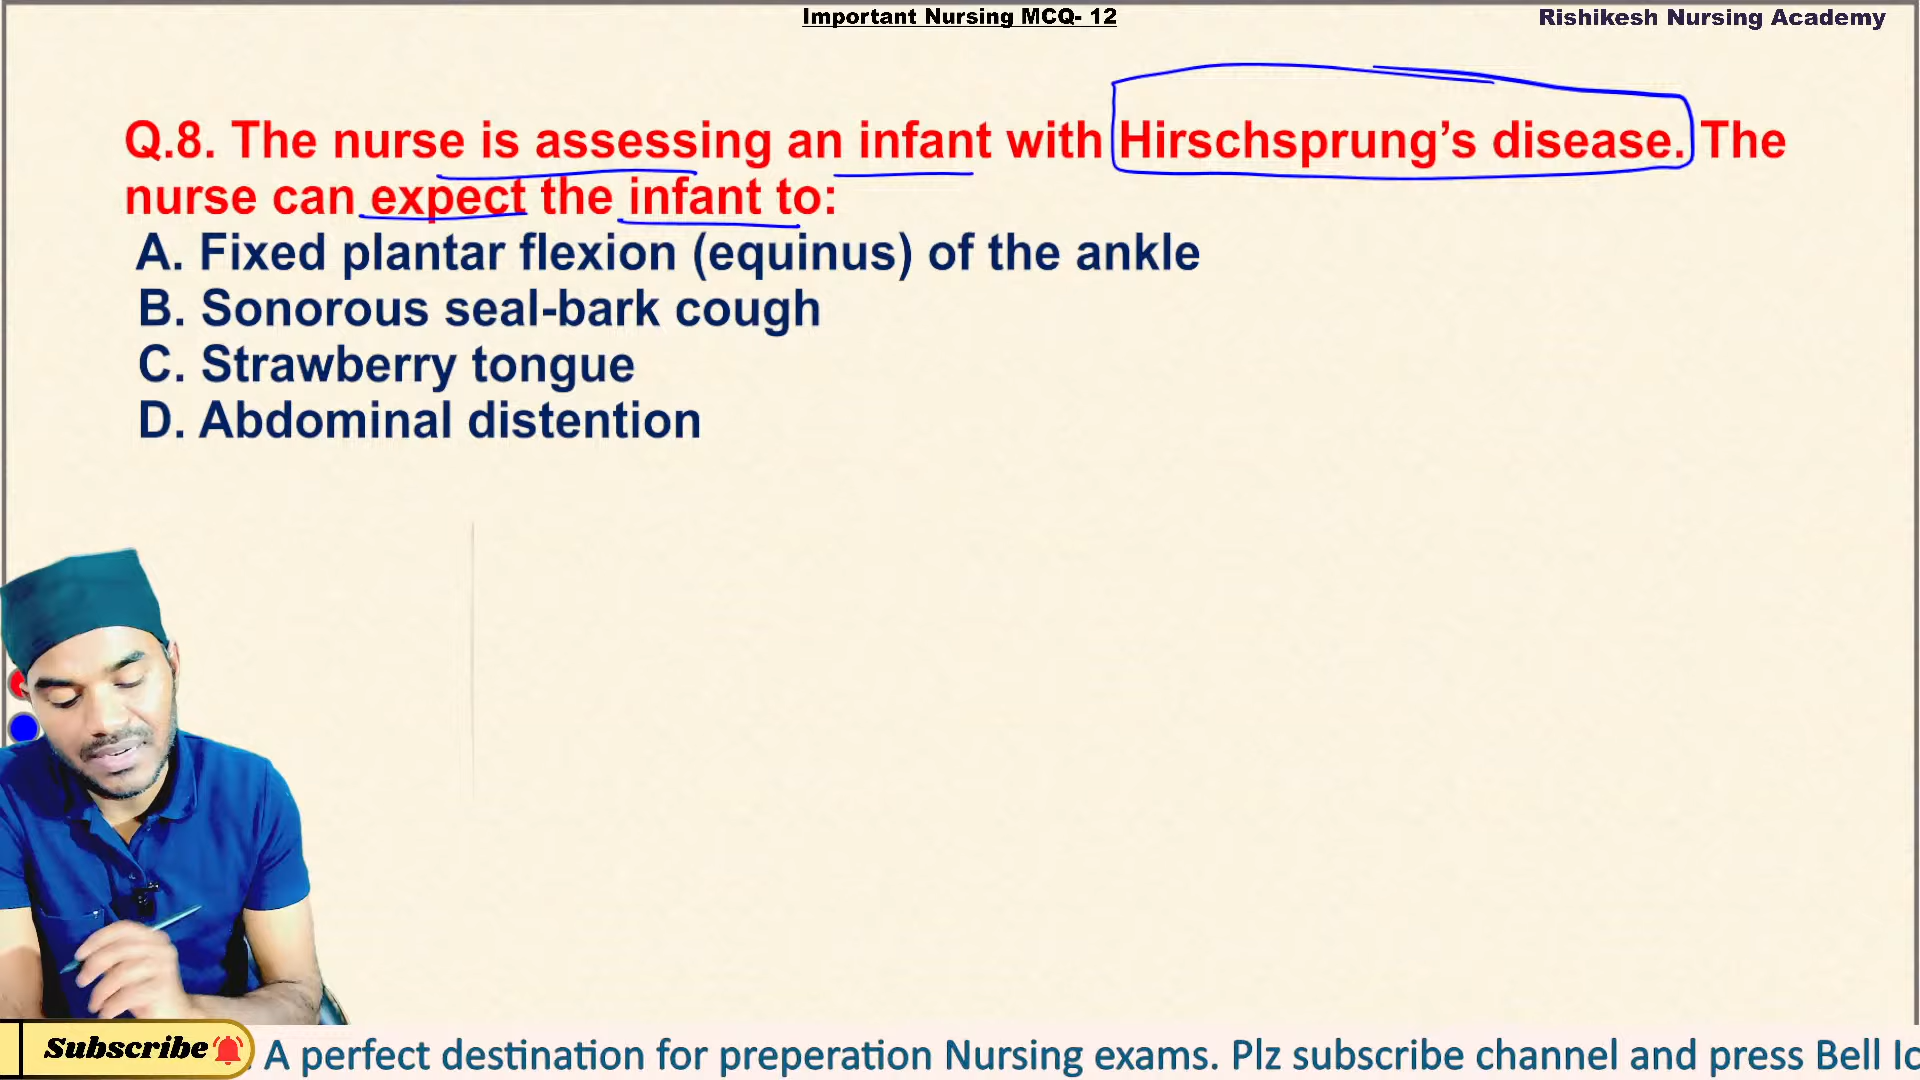 Important Nursing MCQ- 12
Rishikesh Nursing Academy
Q.8. The nurse is assessing an infant with Hirschsprung’s disease. The
nurse can expect the infant to:
A. Fixed plantar flexion (equinus) of the ankle
B. Sonorous seal-bark cough
C. Strawberry tongue
D. Abdominal distention
Subscribe
A perfect destination for preperation Nursing exams. Plz subscribe channel and press Bell Ic